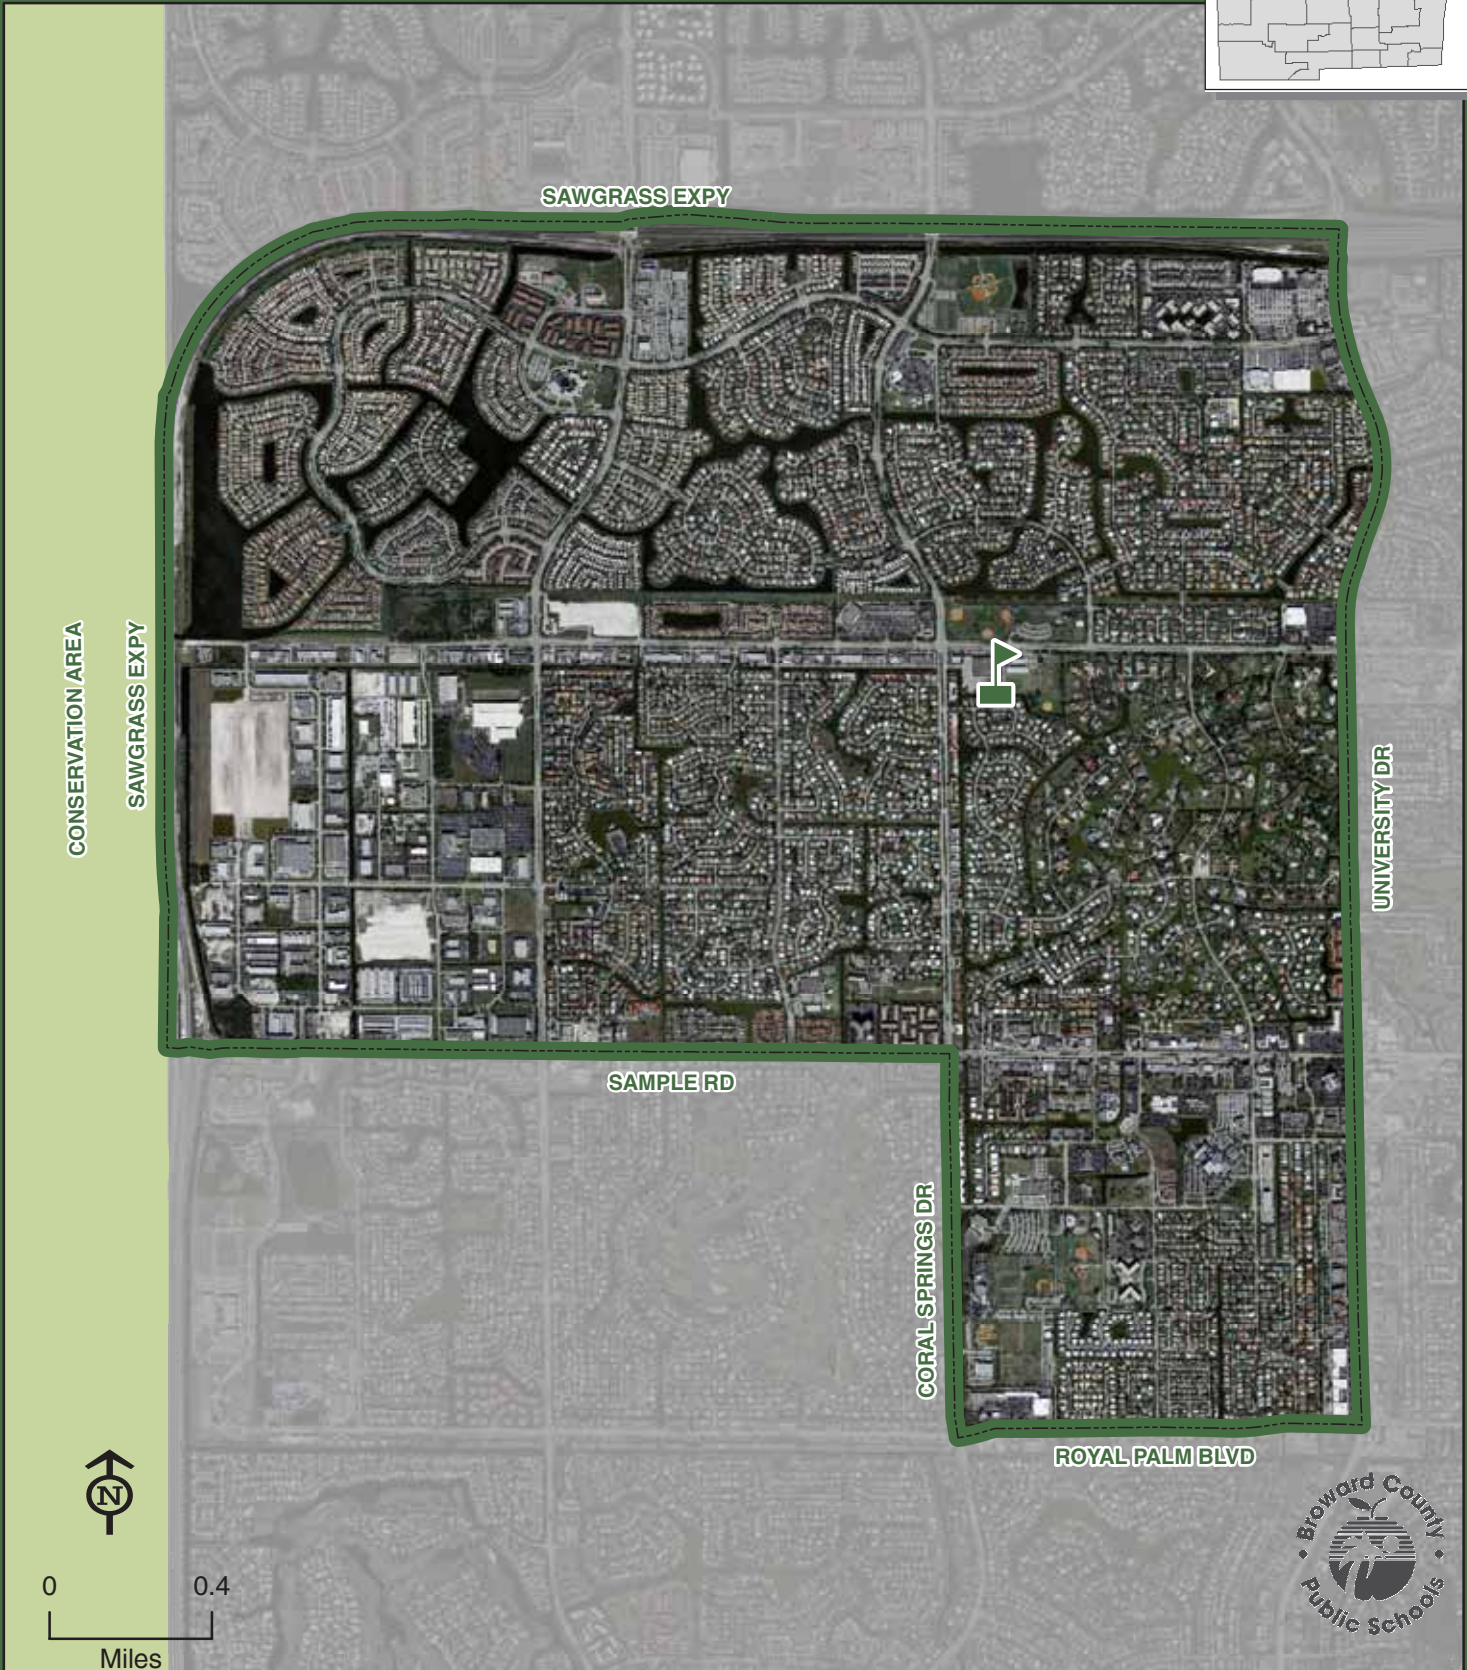 SAWGRASS EXPY
CONSERVATION AREA
SAWGRASS EXPY
UNIVERSITY DR
SAMPLE RD
CORAL SPRINGS DR
ROYAL PALM BLVD
N
0 0.4
Miles
Broward County
Public Schools